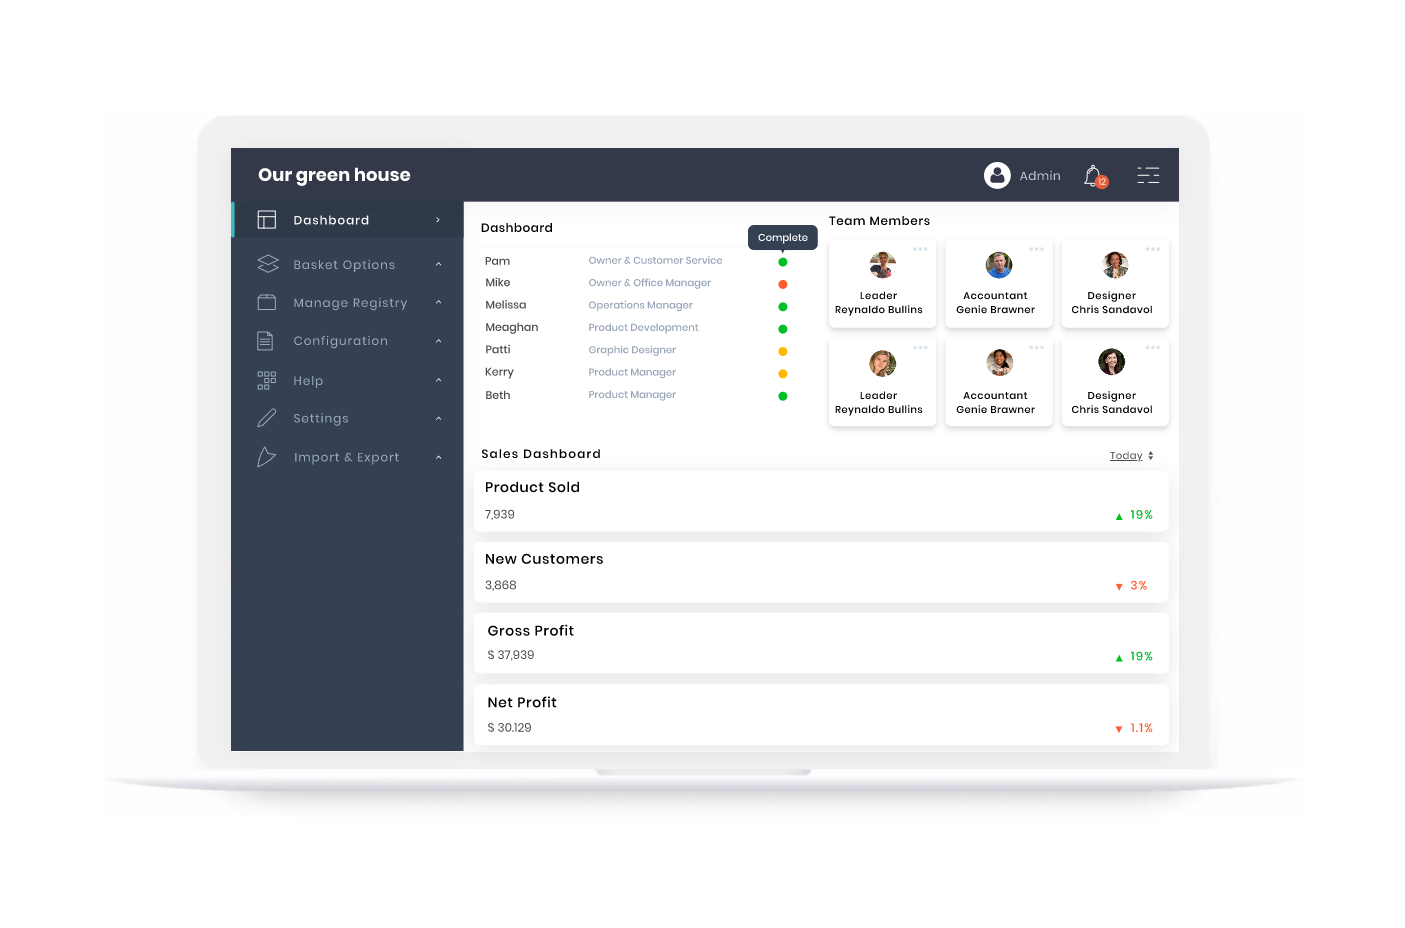 Our green house
Admin
12
Dashboard
Basket Options
Manage Registry
Configuration
Help
Settings
Import & Export
Dashboard
Complete
Pam Owner & Customer Service
Mike Owner & Office Manager
Melissa Operations Manager
Meaghan Product Development
Patti Graphic Designer
Kerry Product Manager
Beth Product Manager
Team Members
Leader
Reynaldo Bullins
Accountant
Genie Brawner
Designer
Chris Sandavol
Leader
Reynaldo Bullins
Accountant
Genie Brawner
Designer
Chris Sandavol
Sales Dashboard
Today
Product Sold
7,939
▲ 19%
New Customers
3,868
▼ 3%
Gross Profit
$ 37,939
▲ 19%
Net Profit
$ 30.129
▼ 1.1%